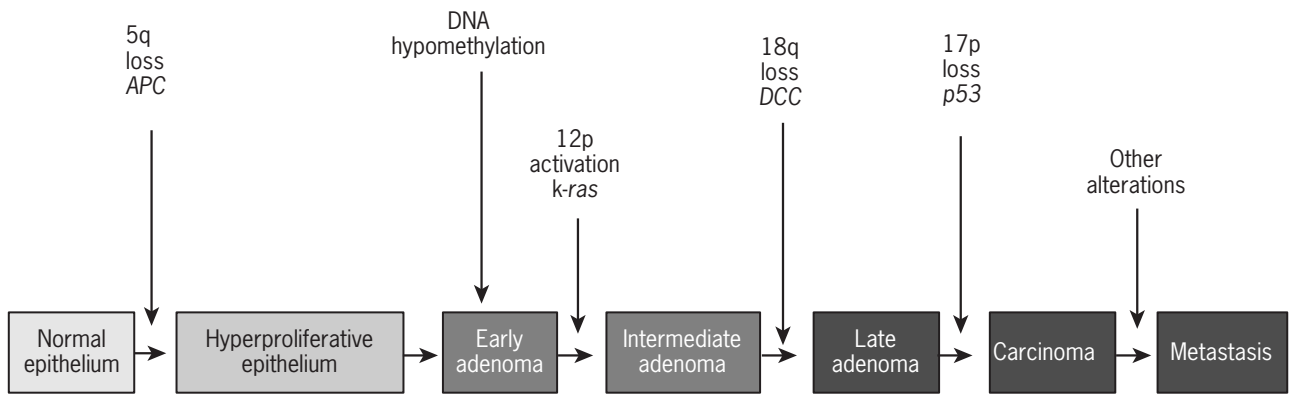 5q
loss
APC
DNA
hypomethylation
12p
activation
k-ras
18q
loss
DCC
17p
loss
p53
Other
alterations
Normal
epithelium
Hyperproliferative
epithelium
Early
adenoma
Intermediate
adenoma
Late
adenoma
Carcinoma
Metastasis